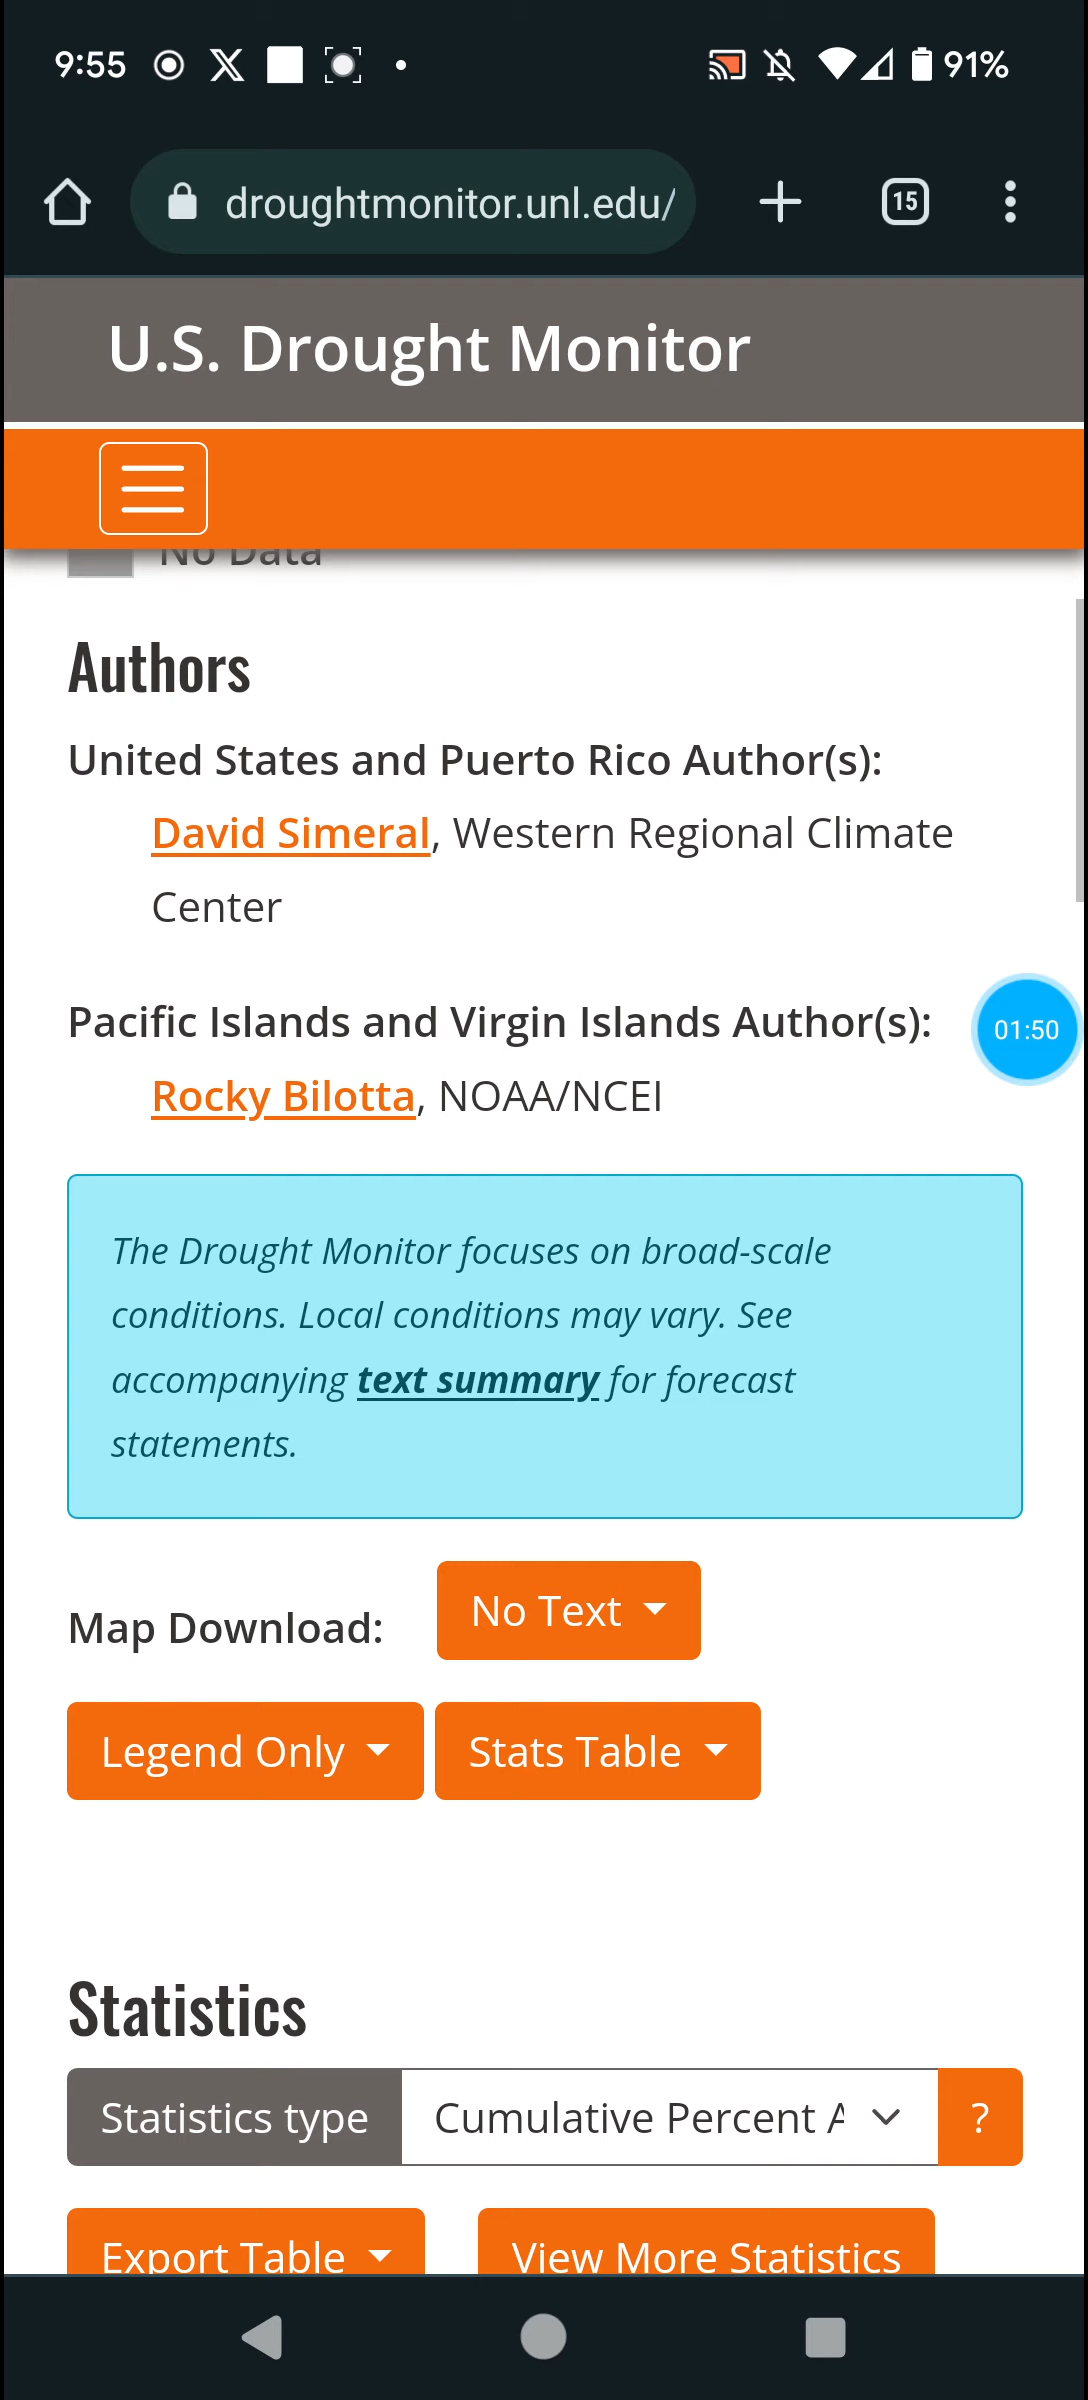 9:55
91%
droughtmonitor.unl.edu/
15
U.S. Drought Monitor
No Data
Authors
United States and Puerto Rico Author(s):
David Simeral, Western Regional Climate
Center
Pacific Islands and Virgin Islands Author(s):
01:50
Rocky Bilotta, NOAA/NCEI
The Drought Monitor focuses on broad-scale
conditions. Local conditions may vary. See
accompanying text summary for forecast
statements.
Map Download:
No Text
Legend Only
Stats Table
Statistics
Statistics type
Cumulative Percent A
?
Export Table
View More Statistics